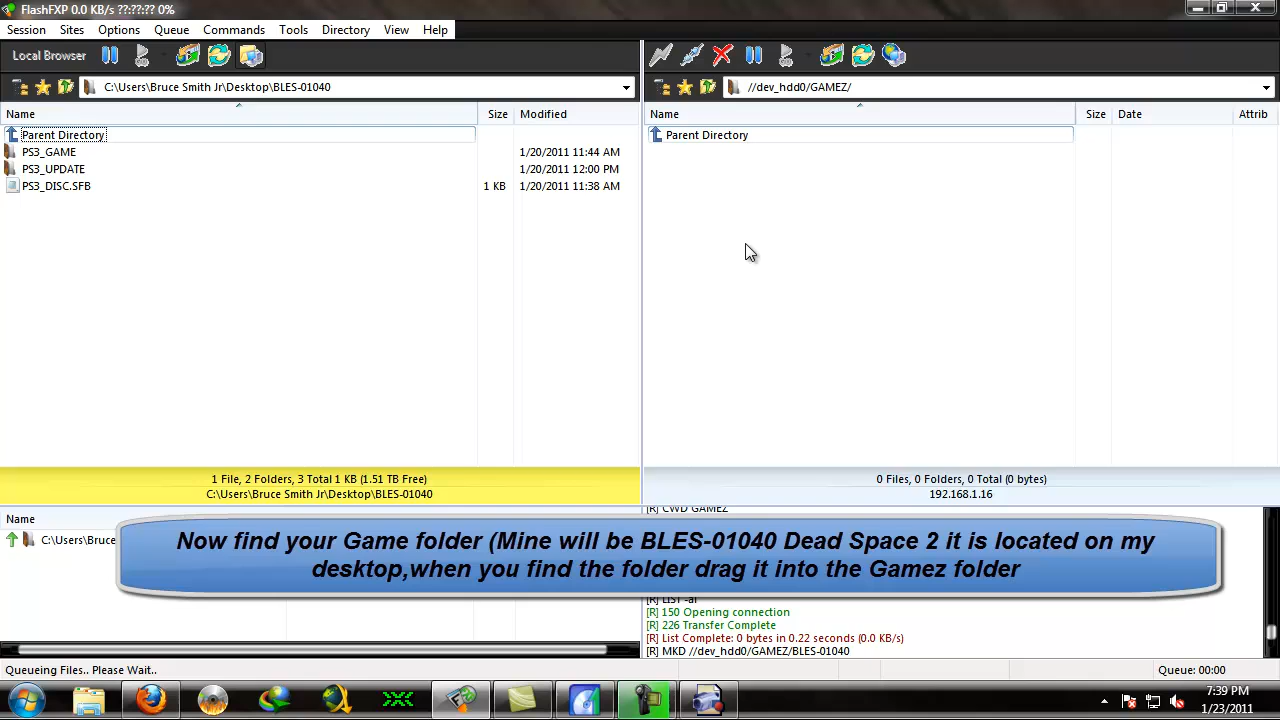 FlashFXP 0.0 KB/s ??:??:?? 0%
Session Sites Options Queue Commands Tools Directory View Help
Local Browser
C:\Users\Bruce Smith Jr\Desktop\BLES-01040
//dev_hdd0/GAMEZ/
Name Size Modified
Name Size Date Attrib
Parent Directory
Parent Directory
PS3_GAME 1/20/2011 11:44 AM
PS3_UPDATE 1/20/2011 12:00 PM
PS3_DISC.SFB 1 KB 1/20/2011 11:38 AM
1 File, 2 Folders, 3 Total 1 KB (1.51 TB Free)
C:\Users\Bruce Smith Jr\Desktop\BLES-01040
0 Files, 0 Folders, 0 Total (0 bytes)
192.168.1.16
Name
C:\Users\Bruce
[R] CWD GAMEZ
Now find your Game folder (Mine will be BLES-01040 Dead Space 2 it is located on my
desktop,when you find the folder drag it into the Gamez folder
[R] LIST -al
[R] 150 Opening connection
[R] 226 Transfer Complete
[R] List Complete: 0 bytes in 0.22 seconds (0.0 KB/s)
[R] MKD //dev_hdd0/GAMEZ/BLES-01040
Queueing Files.. Please Wait..
Queue: 00:00
7:39 PM
1/23/2011